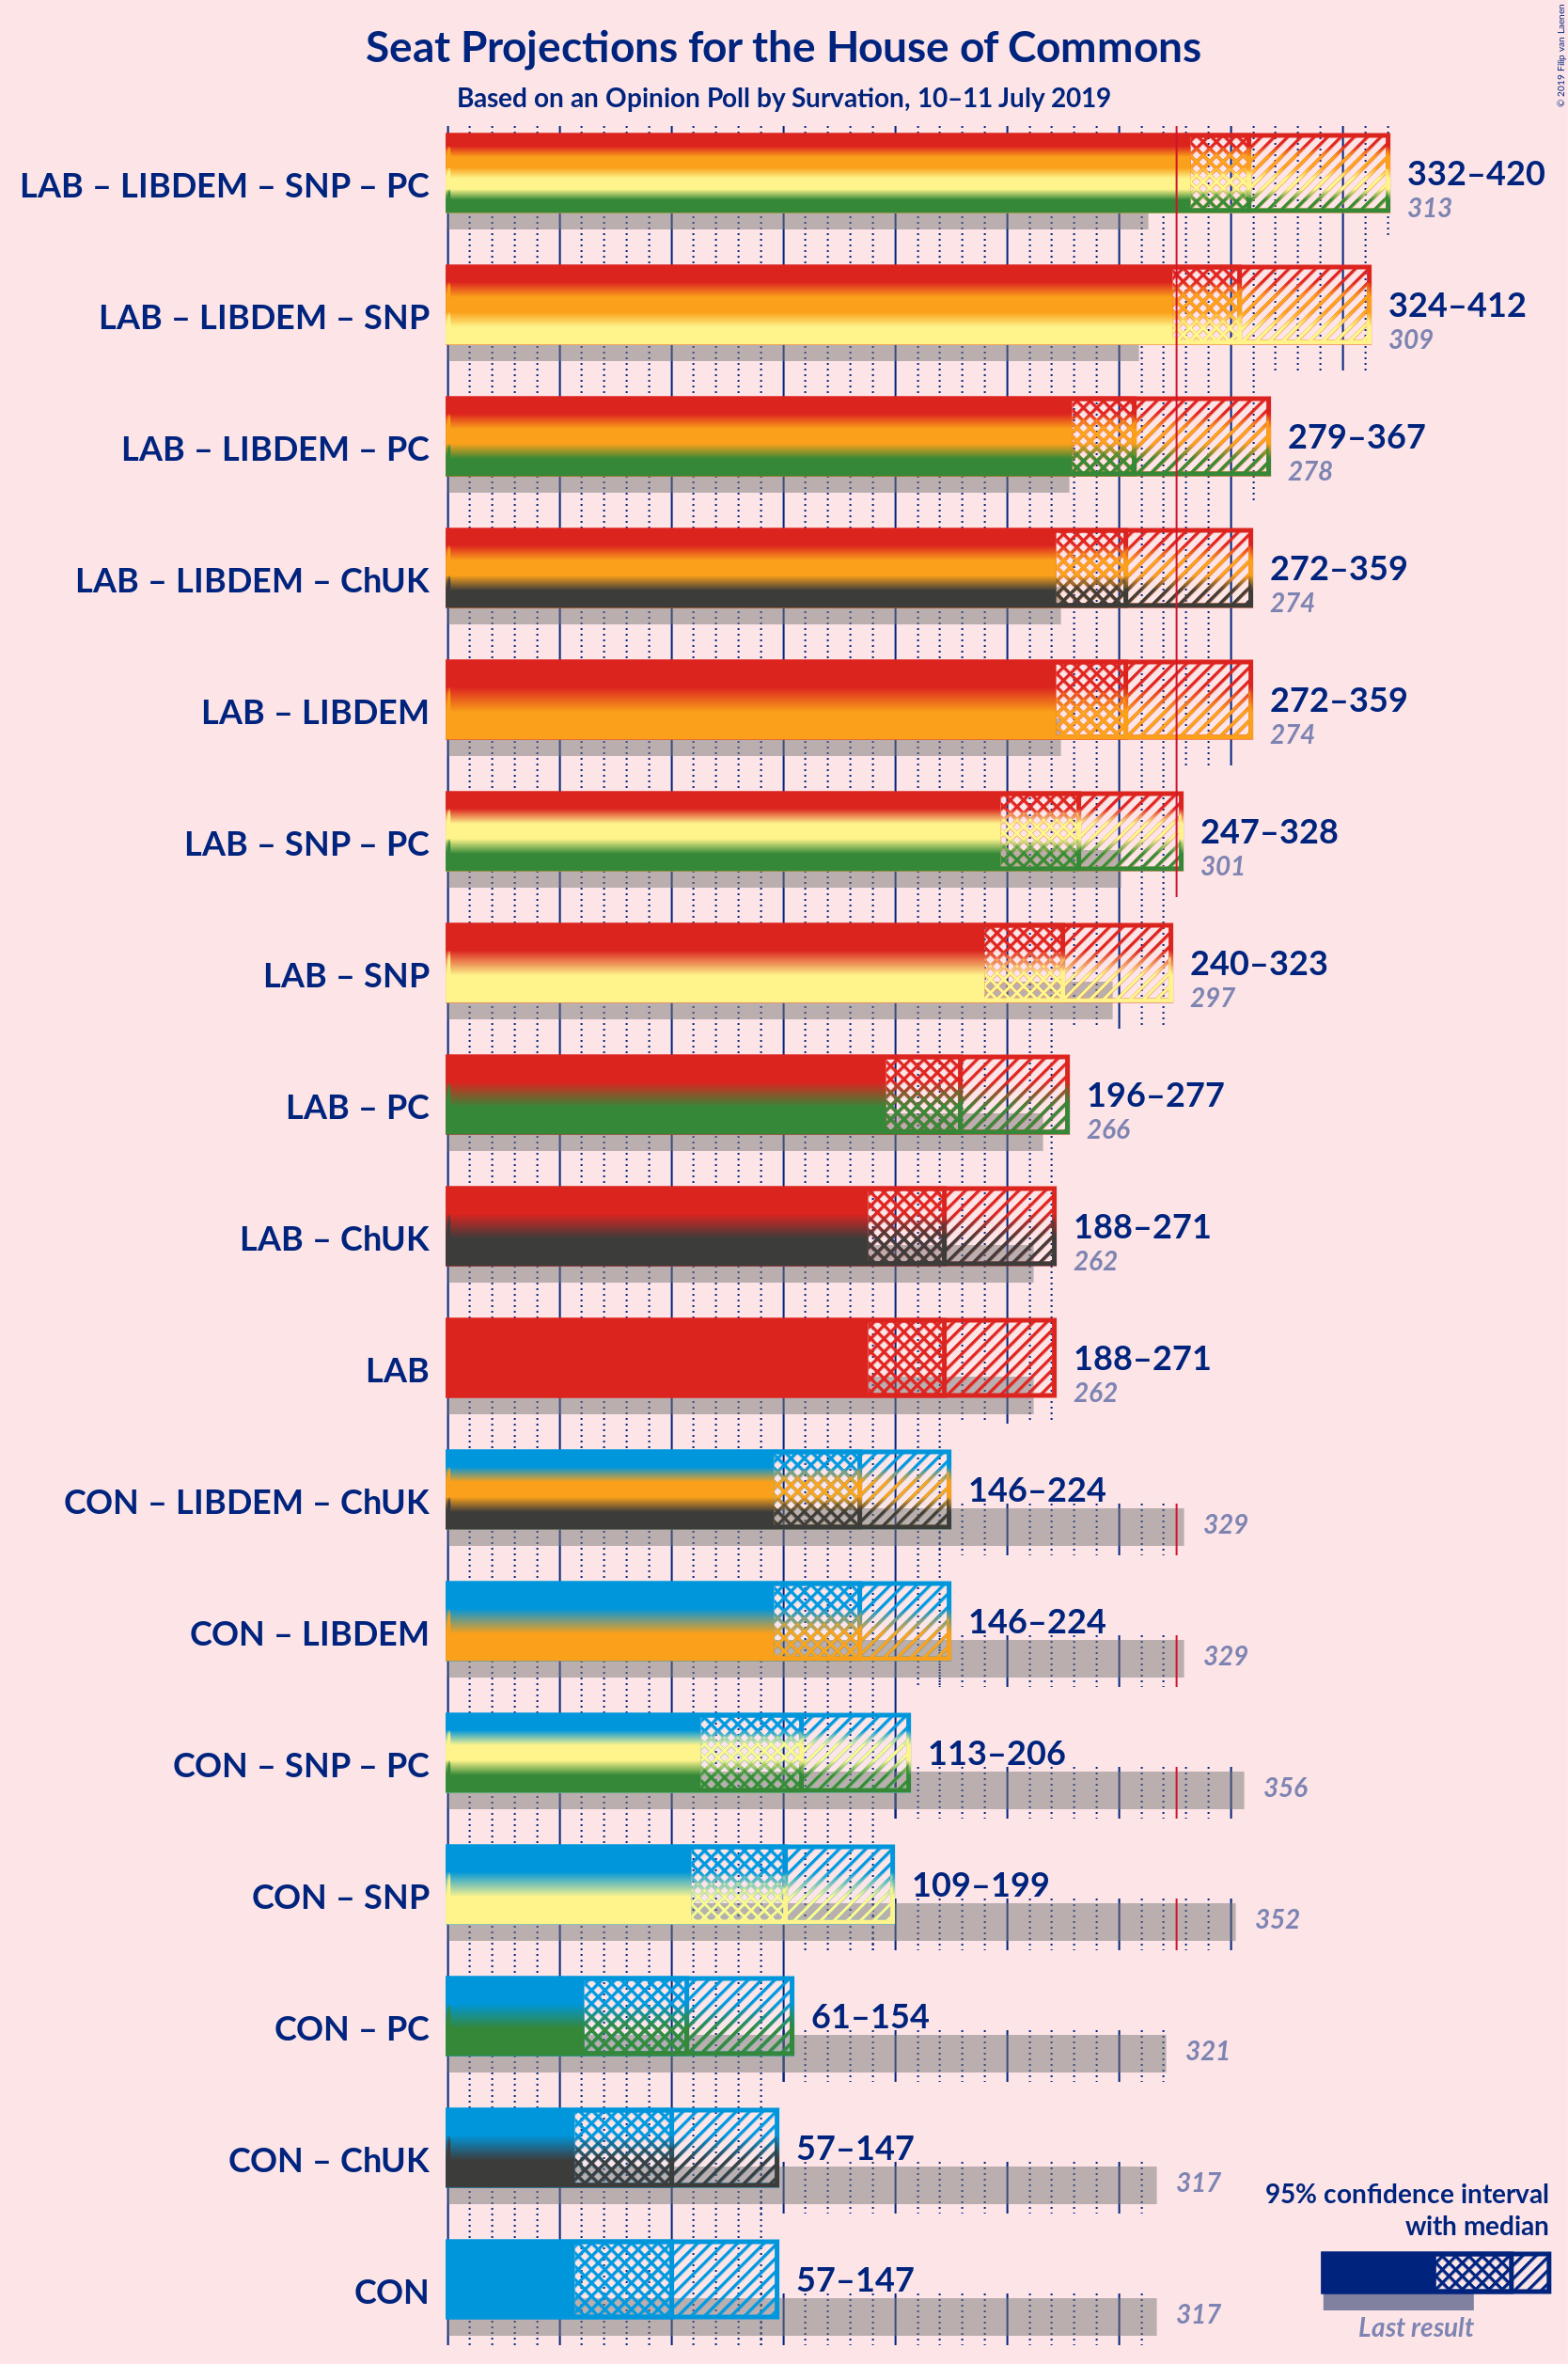 © 2019 Filip van Laenen
Seat Projections for the House of Commons
Based on an Opinion Poll by Survation, 10–11 July 2019
LAB – LIBDEM – SNP – PC
332–420
313
LAB – LIBDEM – SNP
324–412
309
LAB – LIBDEM – PC
279–367
278
LAB – LIBDEM – ChUK
272–359
274
LAB – LIBDEM
272–359
274
LAB – SNP – PC
247–328
301
LAB – SNP
240–323
297
LAB – PC
196–277
266
LAB – ChUK
188–271
262
LAB
188–271
262
CON – LIBDEM – ChUK
146–224
329
CON – LIBDEM
146–224
329
CON – SNP – PC
113–206
356
CON – SNP
109–199
352
CON – PC
61–154
321
CON – ChUK
57–147
317
CON
57–147
317
95% confidence interval
with median
Last result